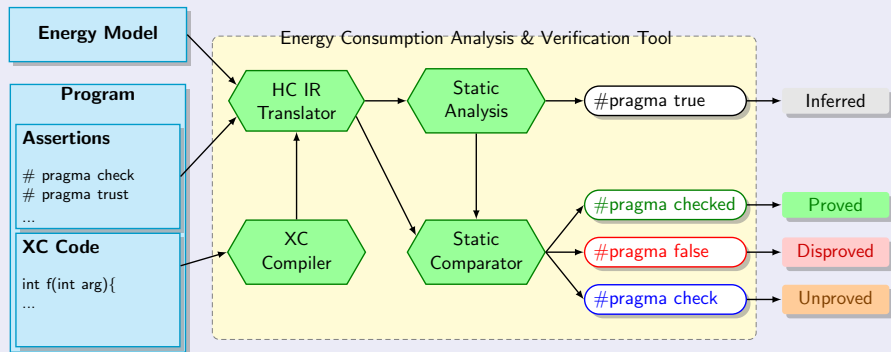 Energy Model
Energy Consumption Analysis & Verification Tool
Program
Assertions
# pragma check
# pragma trust
...
XC Code
int f(int arg){
...
HC IR
Translator
Static
Analysis
#pragma true
Inferred
XC
Compiler
Static
Comparator
#pragma checked
Proved
#pragma false
Disproved
#pragma check
Unproved